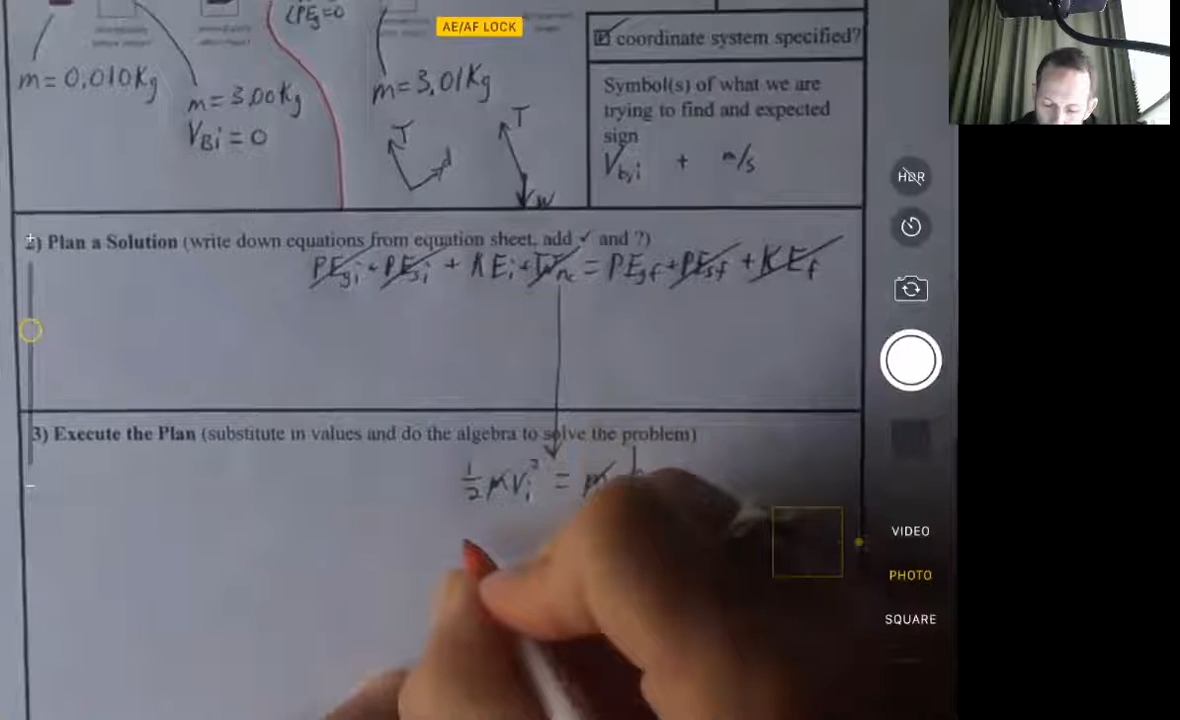 (PEg=0
AE/AF LOCK
m=0.010Kg
m=3.00Kg
VBi=0
m=3.01Kg
T
d
T
W
coordinate system specified?
Symbol(s) of what we are
trying to find and expected
sign
Vb,i + m/s
HDR
2) Plan a Solution (write down equations from equation sheet, add ✓ and ?)
PEgi + PEsi + KEi + Wnc = PEgf + PEsf + KEf
3) Execute the Plan (substitute in values and do the algebra to solve the problem)
½ mvi² = m
VIDEO
PHOTO
SQUARE